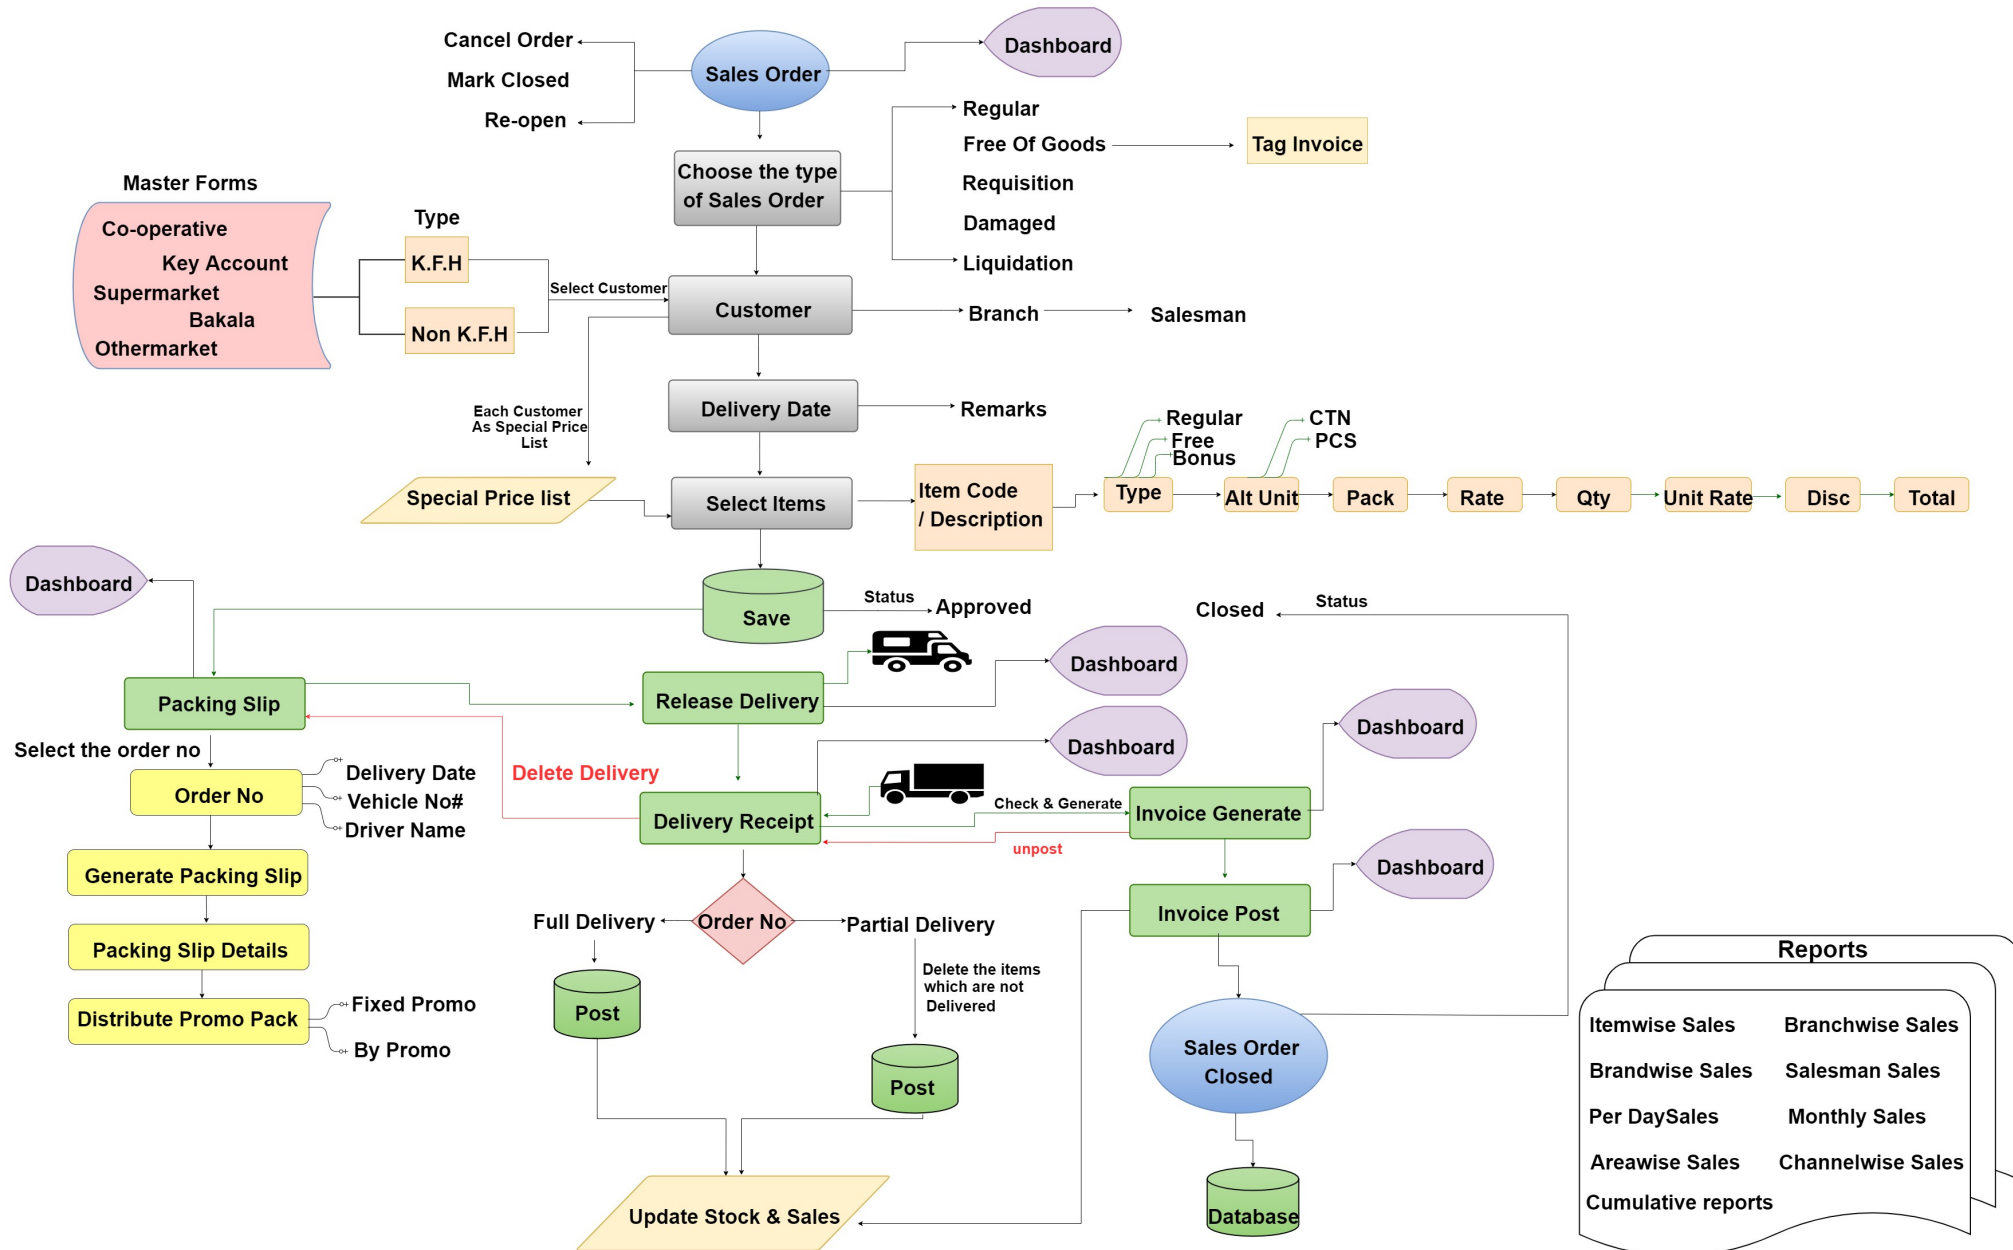 Cancel Order
Mark Closed
Re-open
Sales Order
Dashboard
Choose the type
of Sales Order
Regular
Free Of Goods
Requisition
Damaged
Liquidation
Tag Invoice
Master Forms
Co-operative
Key Account
Supermarket
Bakala
Othermarket
Type
K.F.H
Non K.F.H
Select Customer
Customer
Branch
Salesman
Each Customer
As Special Price
List
Delivery Date
Remarks
Special Price list
Select Items
Item Code
/ Description
Regular
Free
Bonus
CTN
PCS
Type
Alt Unit
Pack
Rate
Qty
Unit Rate
Disc
Total
Dashboard
Save
Status
Approved
Closed
Status
Packing Slip
Release Delivery
Dashboard
Dashboard
Dashboard
Select the order no
Order No
Delivery Date
Vehicle No#
Driver Name
Delete Delivery
Delivery Receipt
Check & Generate
unpost
Invoice Generate
Dashboard
Generate Packing Slip
Packing Slip Details
Distribute Promo Pack
Fixed Promo
By Promo
Full Delivery
Order No
Partial Delivery
Delete the items
which are not
Delivered
Post
Post
Invoice Post
Sales Order
Closed
Database
Update Stock & Sales
Reports
Itemwise Sales
Branchwise Sales
Brandwise Sales
Salesman Sales
Per DaySales
Monthly Sales
Areawise Sales
Channelwise Sales
Cumulative reports